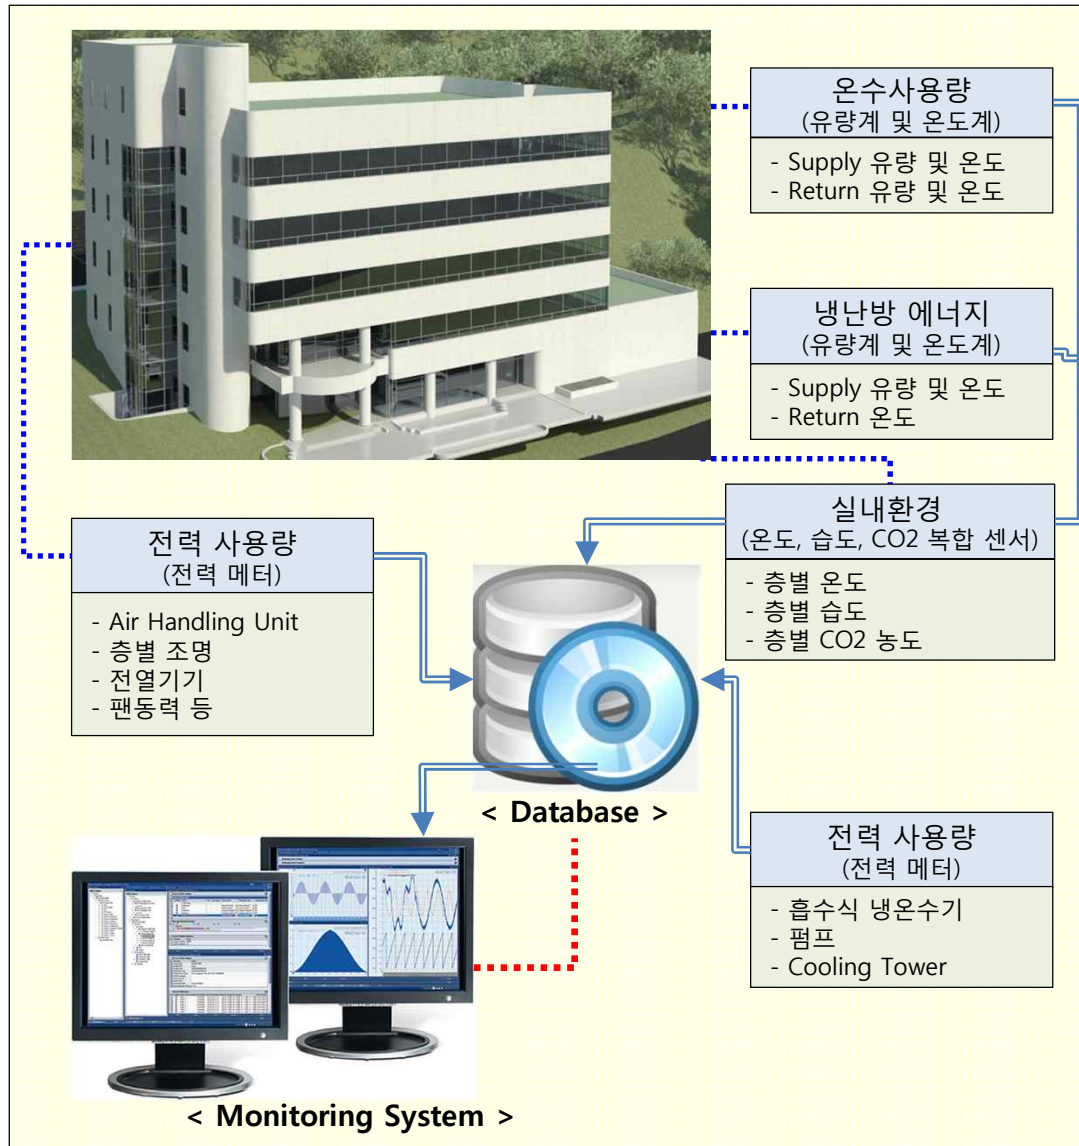 온수사용량
(유량계 및 온도계)
- Supply 유량 및 온도
- Return 유량 및 온도
냉난방 에너지
(유량계 및 온도계)
- Supply 유량 및 온도
- Return 온도
실내환경
(온도, 습도, CO2 복합 센서)
- 층별 온도
- 층별 습도
- 층별 CO2 농도
전력 사용량
(전력 메터)
- Air Handling Unit
- 층별 조명
- 전열기기
- 팬동력 등
< Database >
전력 사용량
(전력 메터)
- 흡수식 냉온수기
- 펌프
- Cooling Tower
< Monitoring System >